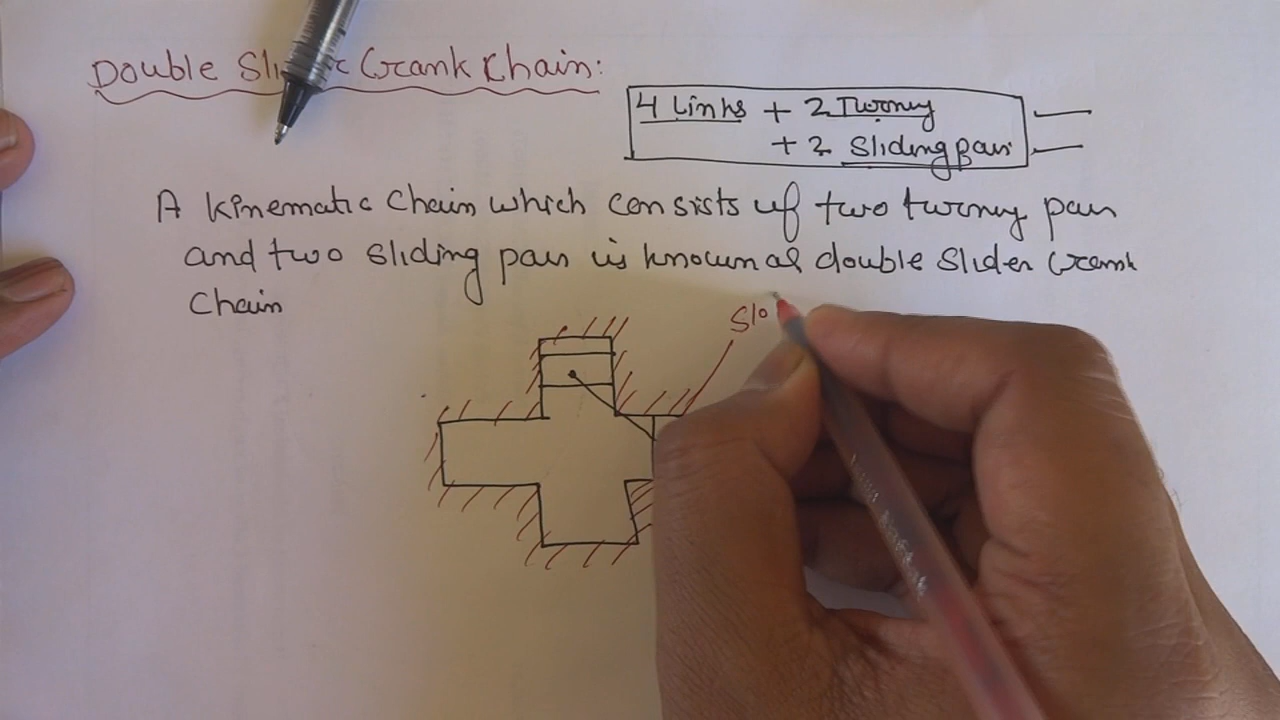 Double Slider Crank Chain:
4 Links + 2 Turning
+ 2 Sliding pair
A kinematic chain which consists of two turning pair
and two sliding pair is known as double slider crank
chain
Slo